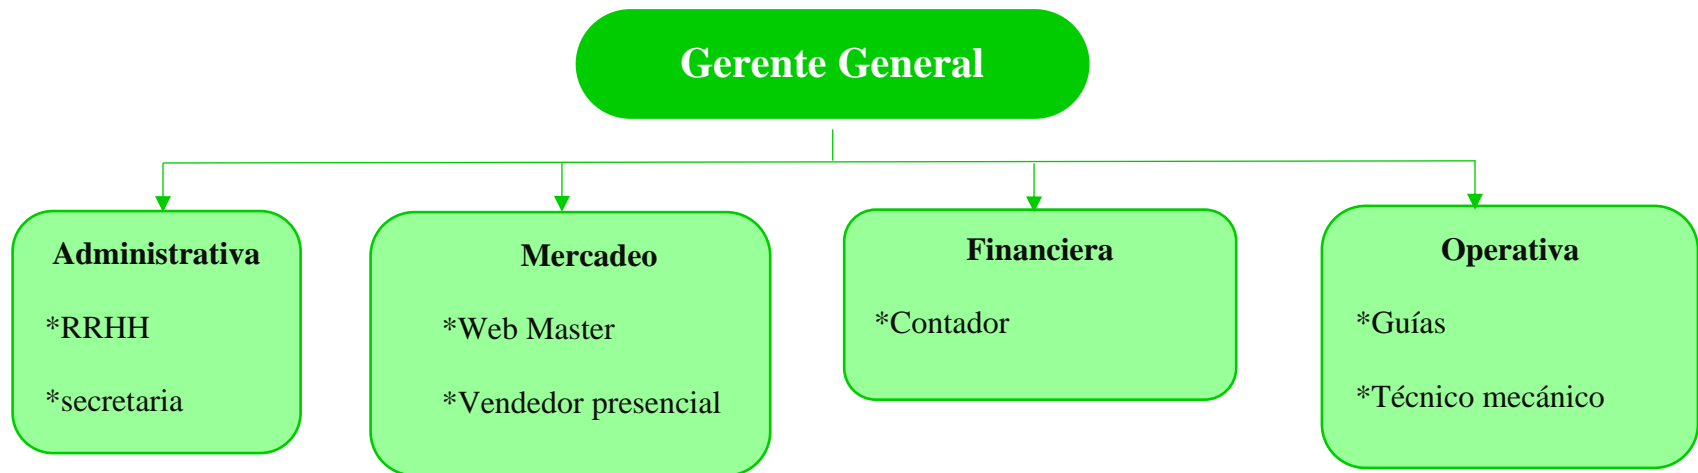 Gerente General
Administrativa
*RRHH
*secretaria
Mercadeo
*Web Master
*Vendedor presencial
Financiera
*Contador
Operativa
*Guías
*Técnico mecánico